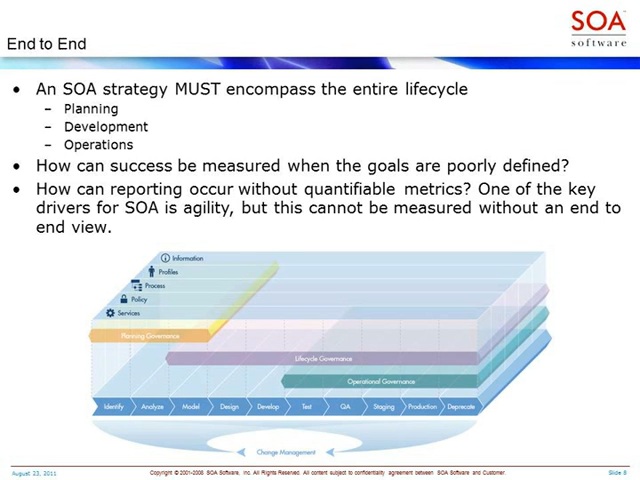 SOA™
software
End to End
• An SOA strategy MUST encompass the entire lifecycle
– Planning
– Development
– Operations
• How can success be measured when the goals are poorly defined?
• How can reporting occur without quantifiable metrics? One of the key
drivers for SOA is agility, but this cannot be measured without an end to
end view.
Information
Profiles
Process
Policy
Services
Planning Governance
Lifecycle Governance
Operational Governance
Identify Analyze Model Design Develop Test QA Staging Production Deprecate
Change Management
August 23, 2011 Copyright © 2001-2008 SOA Software, Inc. All Rights Reserved. All content subject to confidentiality agreement between SOA Software and Customer. Slide 8